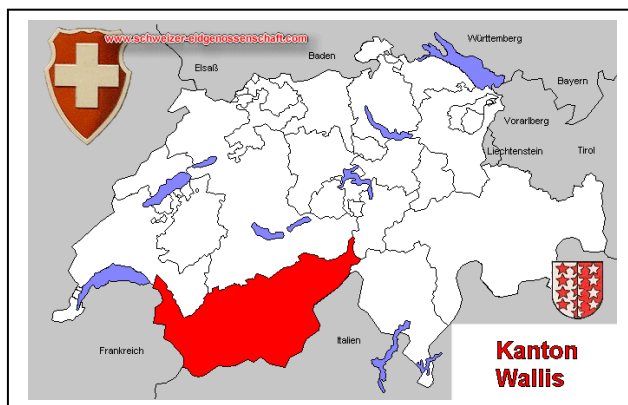 www.schweizer-eidgenossenschaft.com
Württemberg
Baden
Elsaß
Bayern
Vorarlberg
Liechtenstein
Tirol
Frankreich
Italien
Kanton
Wallis